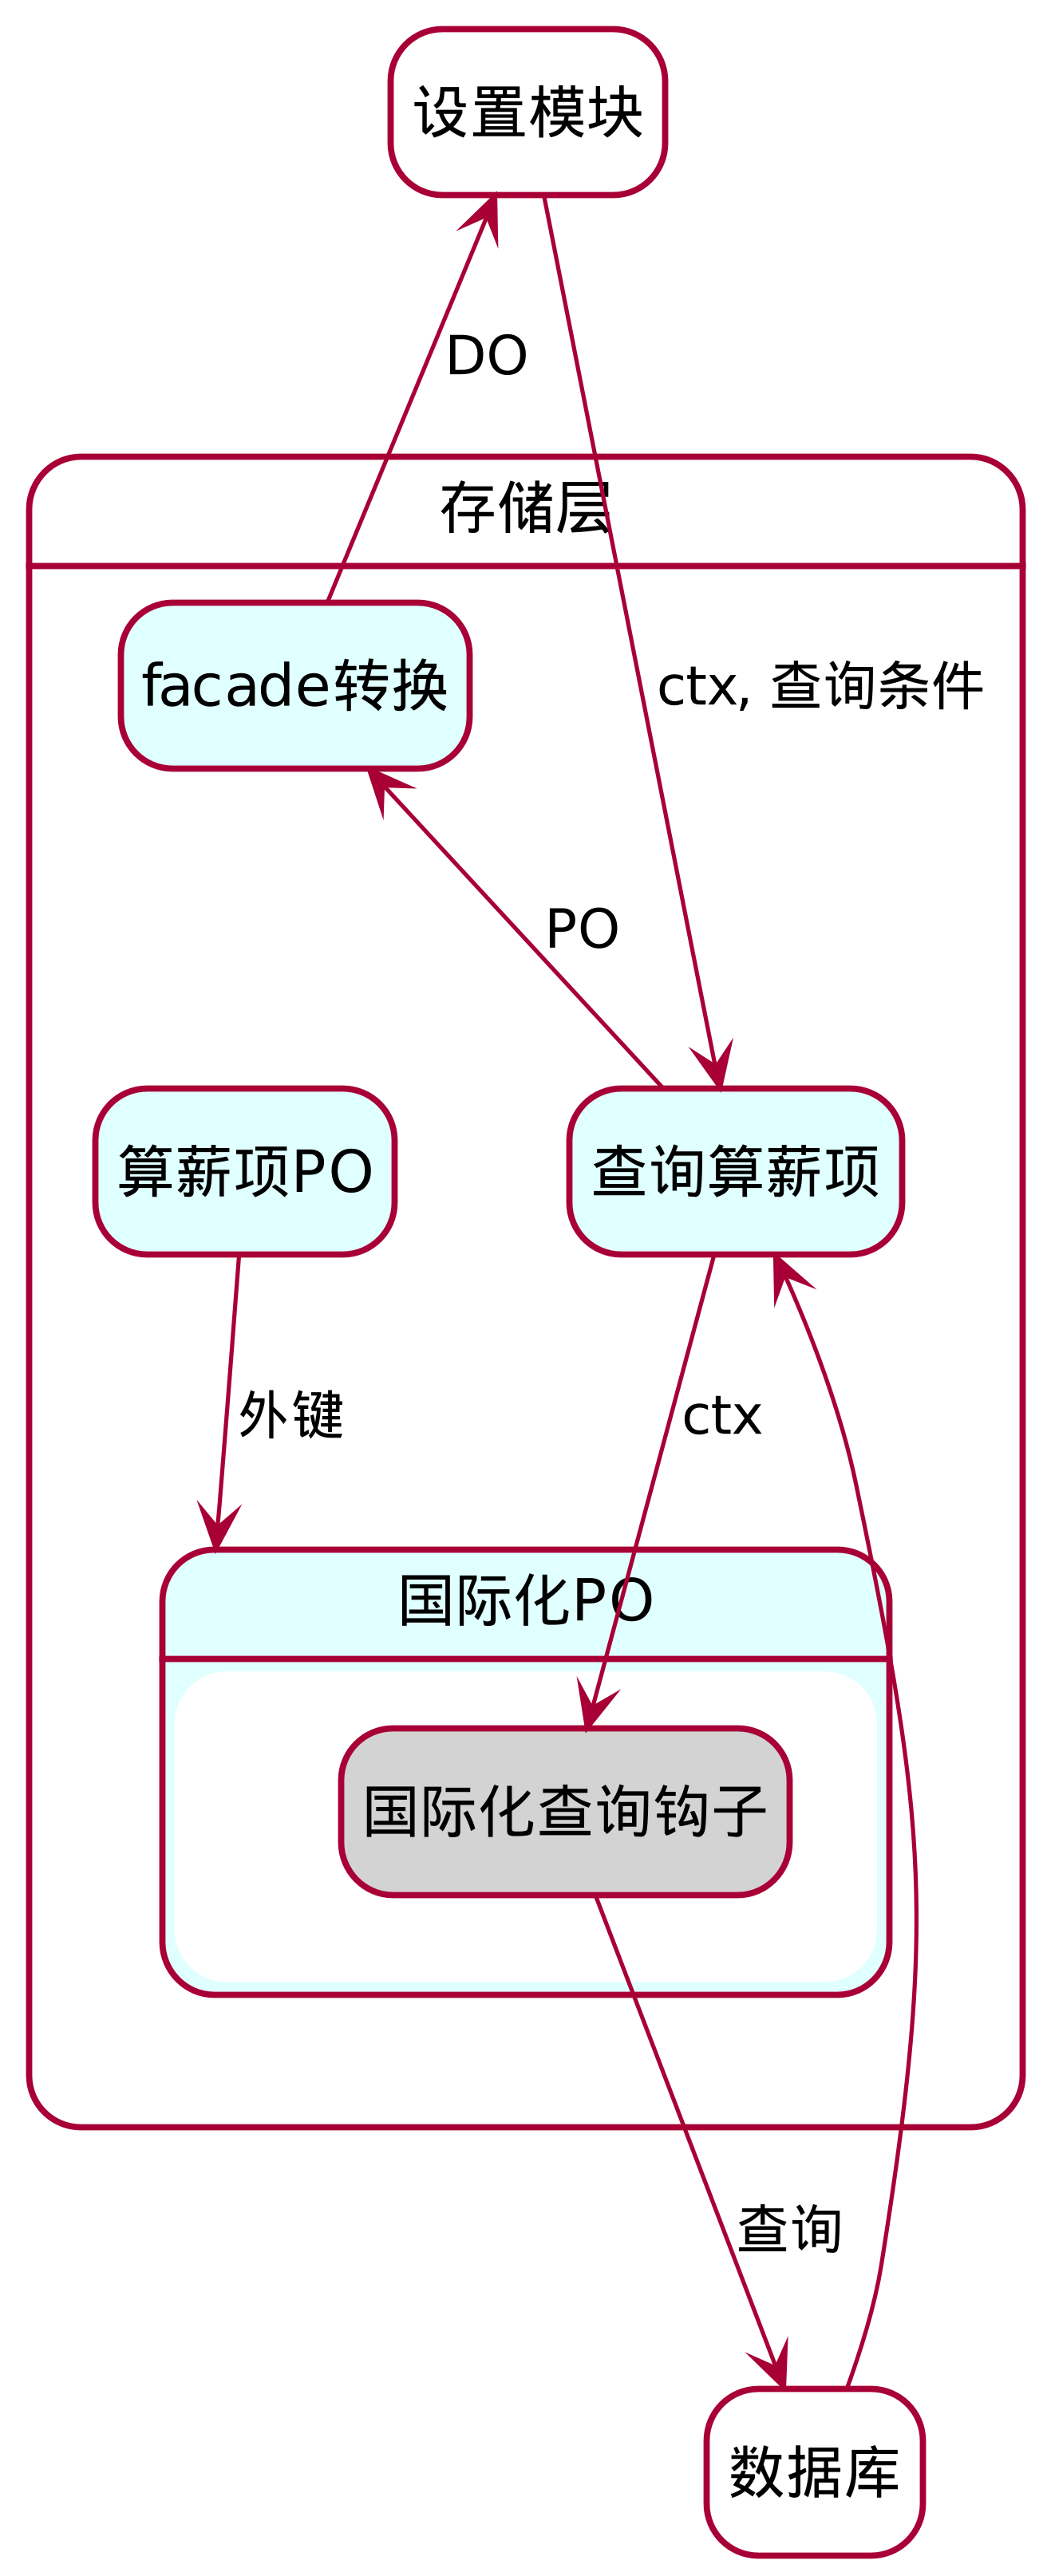 设置模块
DO
存储层
facade转换
ctx, 查询条件
PO
算薪项PO
查询算薪项
外键
ctx
国际化PO
国际化查询钩子
查询
数据库